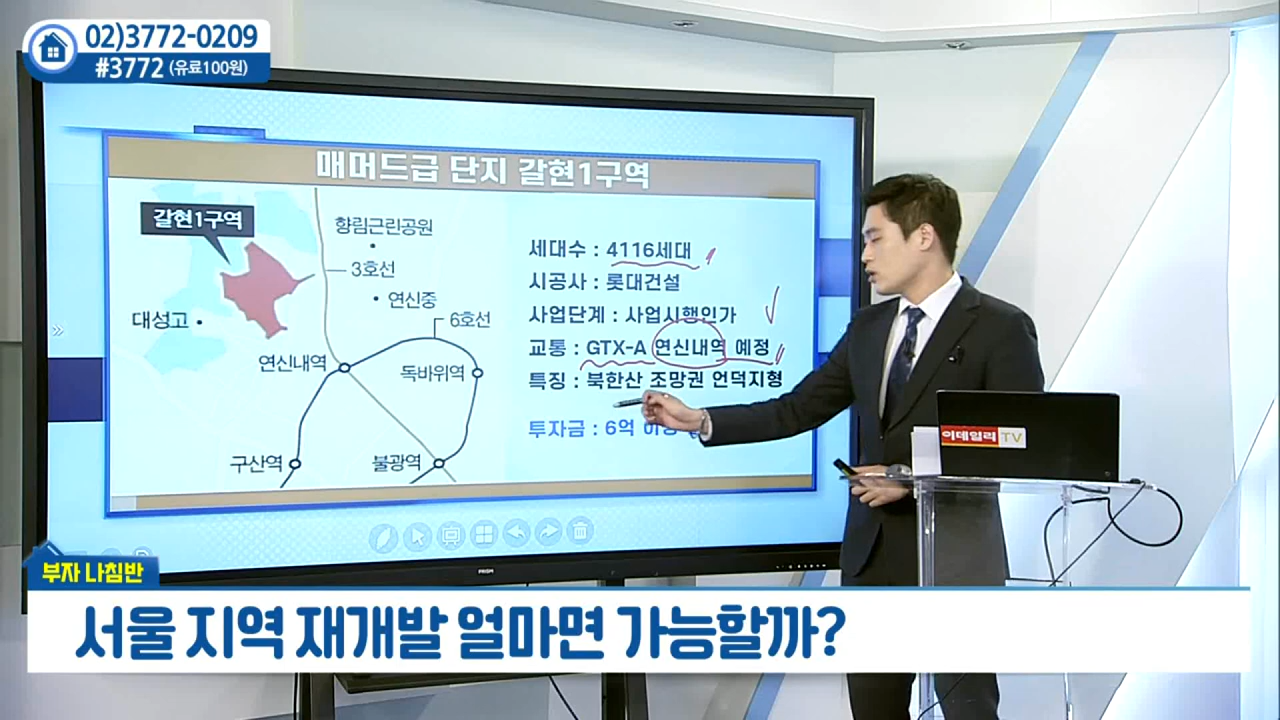 02)3772-0209
#3772 (유료100원)
매머드급 단지 갈현1구역
갈현1구역
향림근린공원
3호선
연신중
대성고
6호선
연신내역
독바위역
구산역
불광역
세대수 : 4116세대
시공사 : 롯대건설
사업단계 : 사업시행인가
교통 : GTX-A 연신내역 예정
특징 : 북한산 조망권 언덕지형
투자금 : 6억
이데일리 TV
PRISM
부자 나침반
서울 지역 재개발 얼마면 가능할까?